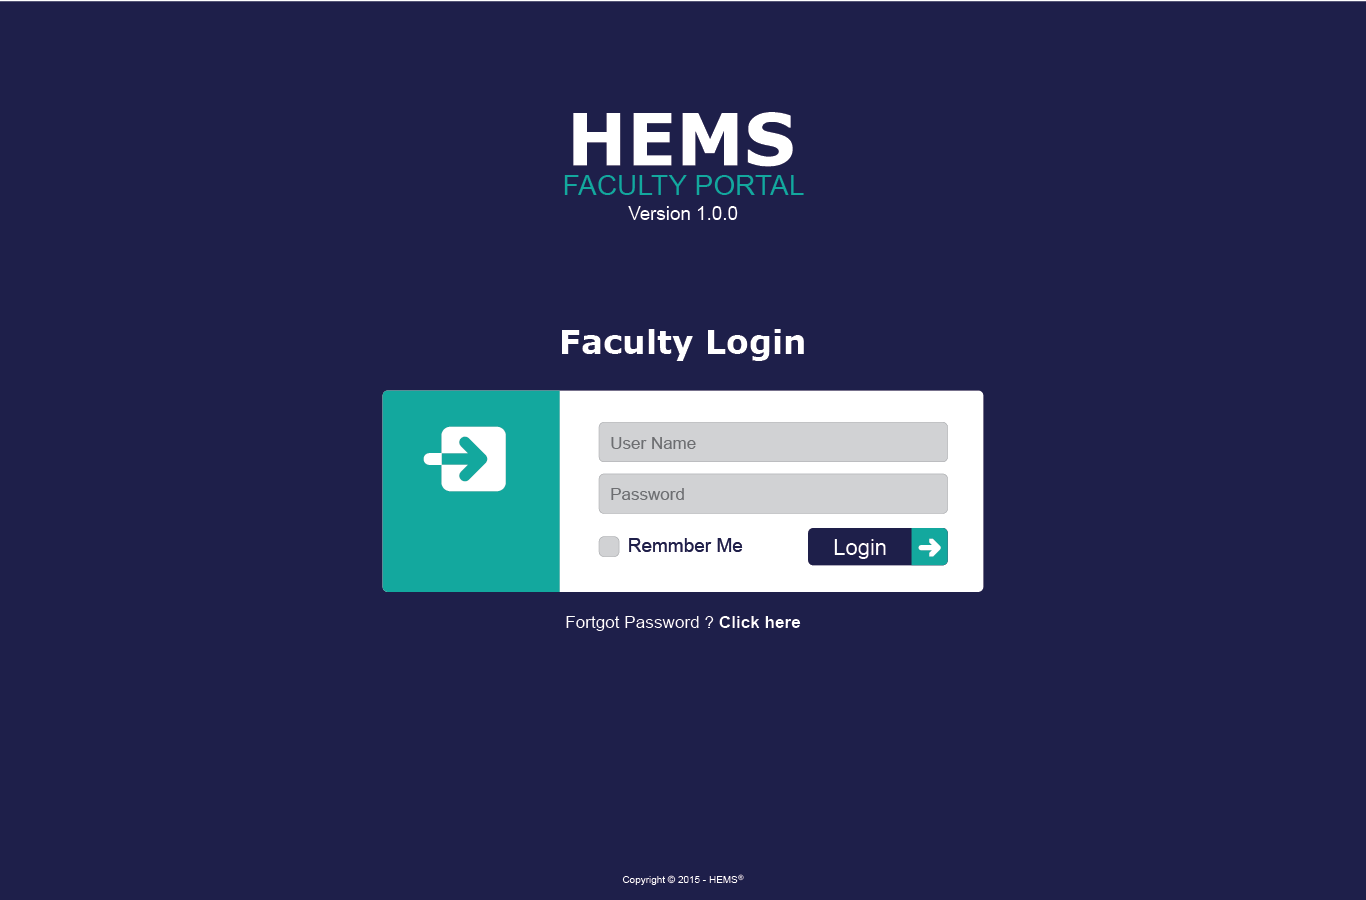 HEMS
FACULTY PORTAL
Version 1.0.0
Faculty Login
User Name
Password
Remmber Me
Login
Fortgot Password ? Click here
Copyright © 2015 - HEMS®